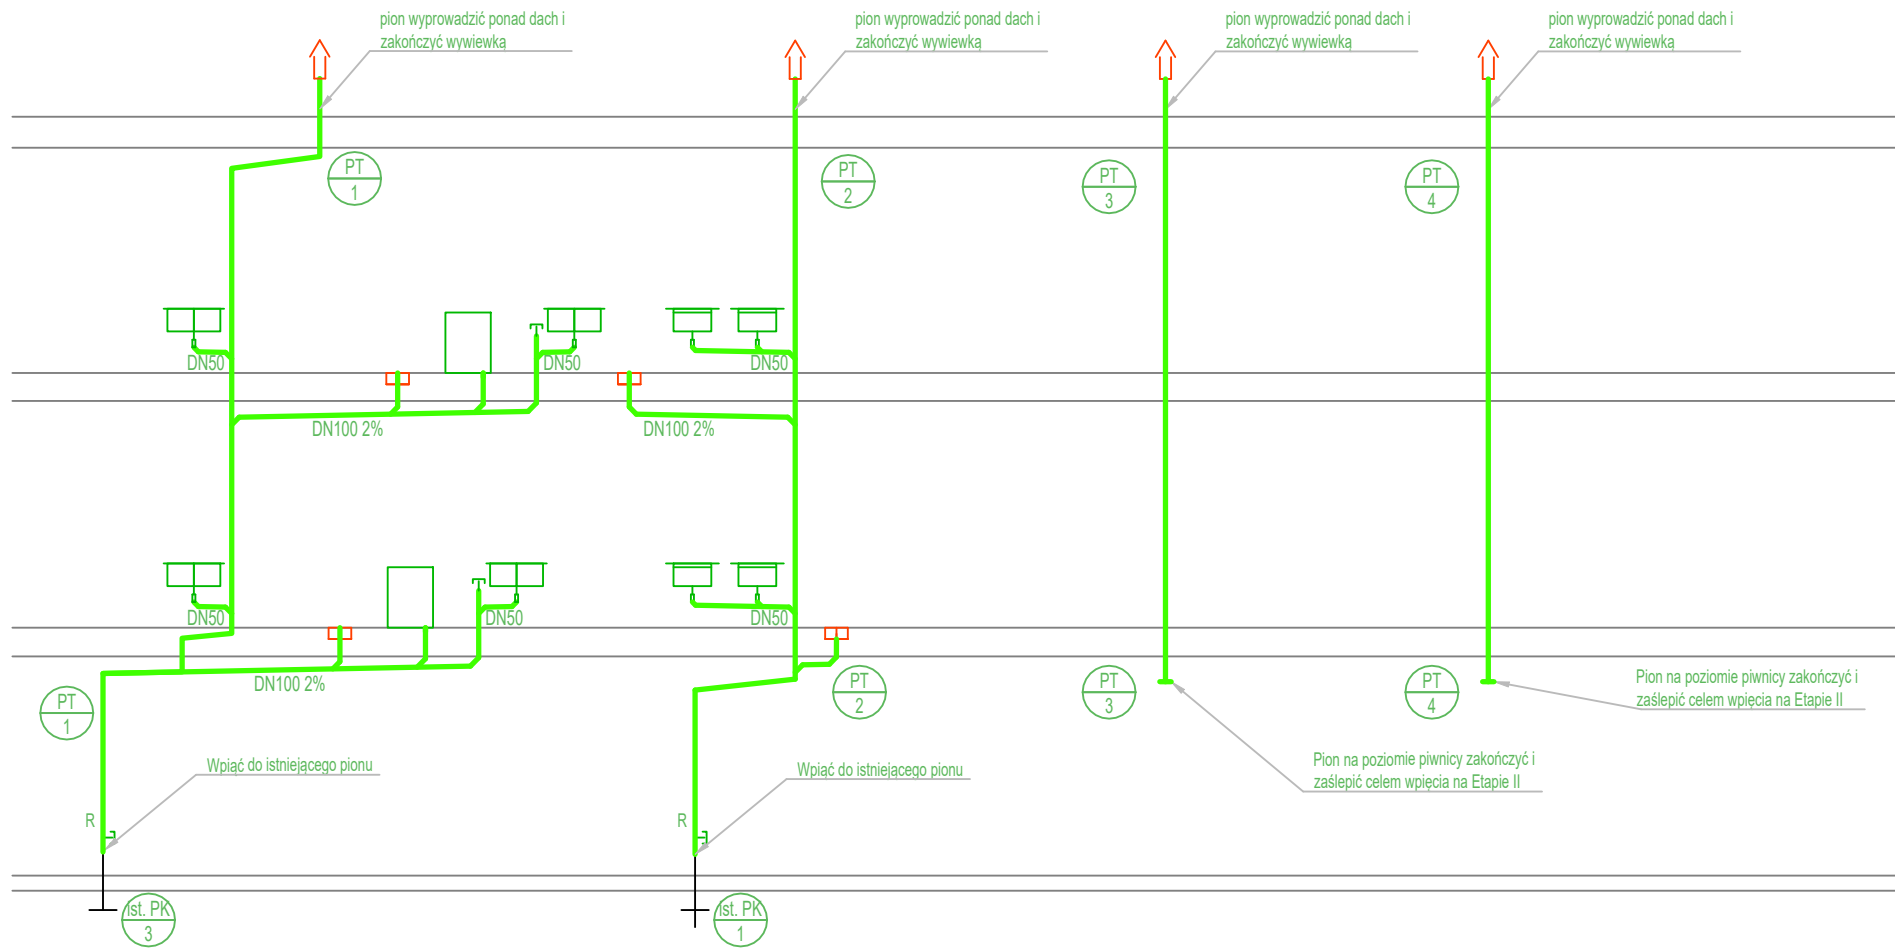 pion wyprowadzić ponad dach i
zakończyć wywiewką
pion wyprowadzić ponad dach i
zakończyć wywiewką
pion wyprowadzić ponad dach i
zakończyć wywiewką
pion wyprowadzić ponad dach i
zakończyć wywiewką
PT
1
PT
2
PT
3
PT
4
DN50
DN50
DN50
DN100 2%
DN100 2%
DN50
DN50
DN50
DN100 2%
PT
1
PT
2
PT
3
PT
4
Pion na poziomie piwnicy zakończyć i
zaślepić celem wpięcia na Etapie II
Pion na poziomie piwnicy zakończyć i
zaślepić celem wpięcia na Etapie II
Wpiąć do istniejącego pionu
Wpiąć do istniejącego pionu
R
R
ist. PK
3
ist. PK
1